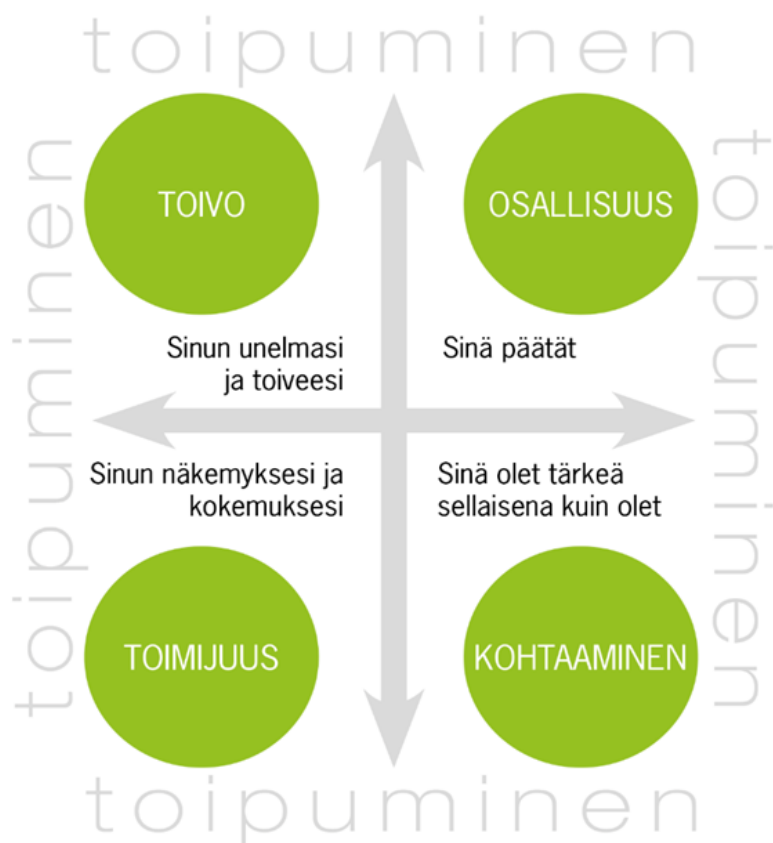 toipuminen
toipuminen
toipuminen
TOIVO
OSALLISUUS
Sinun unelmasi
ja toiveesi
Sinä päätät
Sinun näkemyksesi ja
kokemuksesi
Sinä olet tärkeä
sellaisena kuin olet
TOIMIJUUS
KOHTAAMINEN
toipuminen